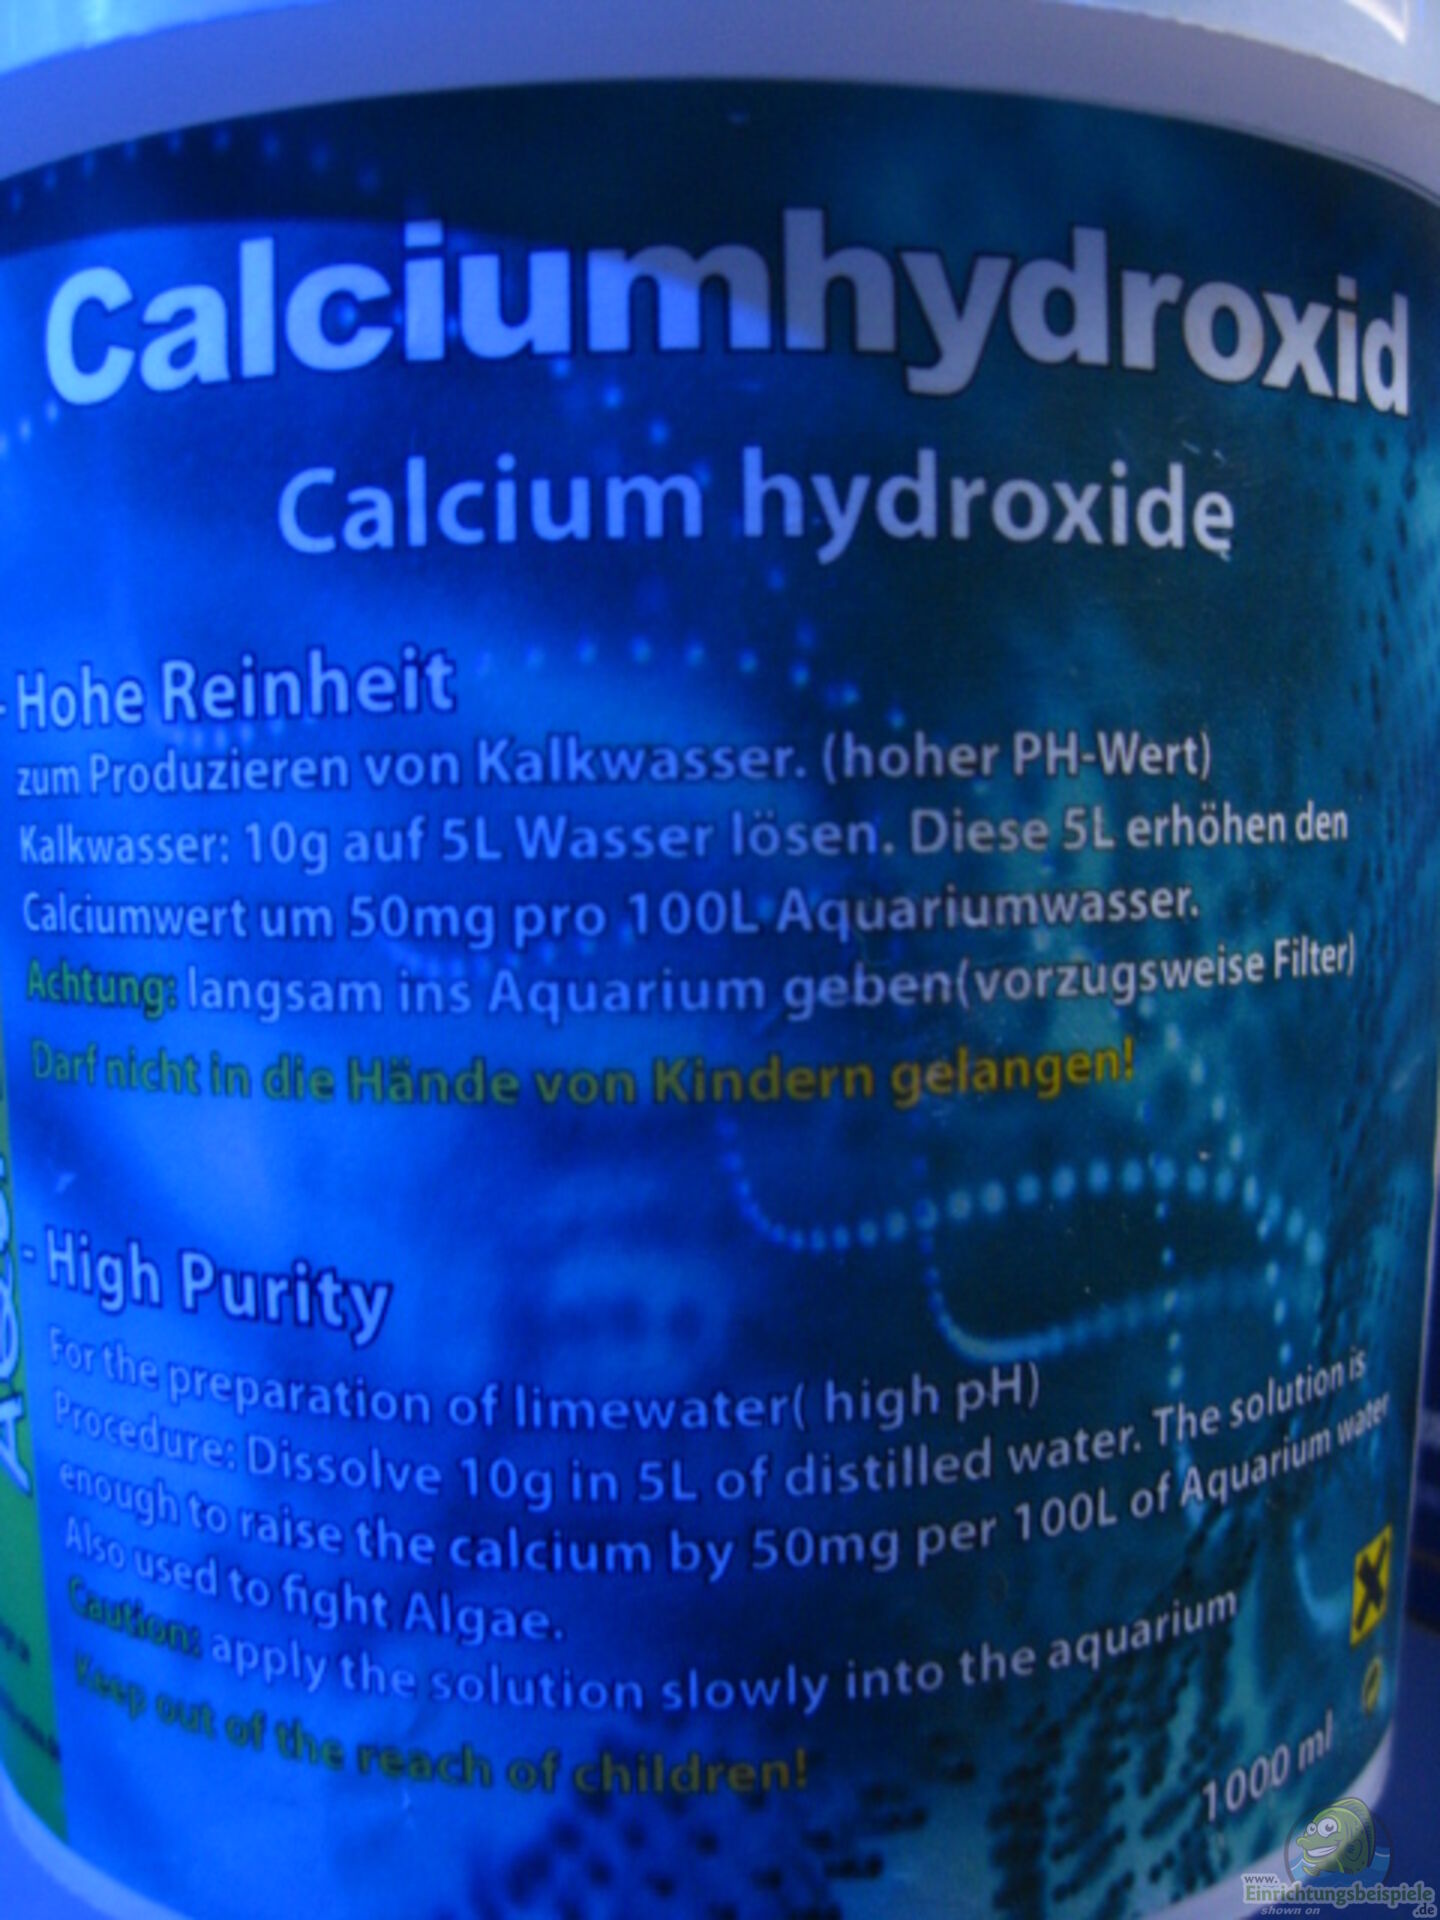 Calciumhydroxid
Calcium hydroxide
- Hohe Reinheit
zum Produzieren von Kalkwasser. (hoher PH-Wert)
Kalkwasser: 10g auf 5L Wasser lösen. Diese 5L erhöhen den
Calciumwert um 50mg pro 100L Aquariumwasser.
Achtung: langsam ins Aquarium geben(vorzugsweise Filter)
Darf nicht in die Hände von Kindern gelangen!
- High Purity
For the preparation of limewater( high pH)
Procedure: Dissolve 10g in 5L of distilled water. The solution is
enough to raise the calcium by 50mg per 100L of Aquarium water
Also used to fight Algae.
Caution: apply the solution slowly into the aquarium
Keep out of the reach of children!
1000 ml
www.
Einrichtungsbeispiele
.de
shown on